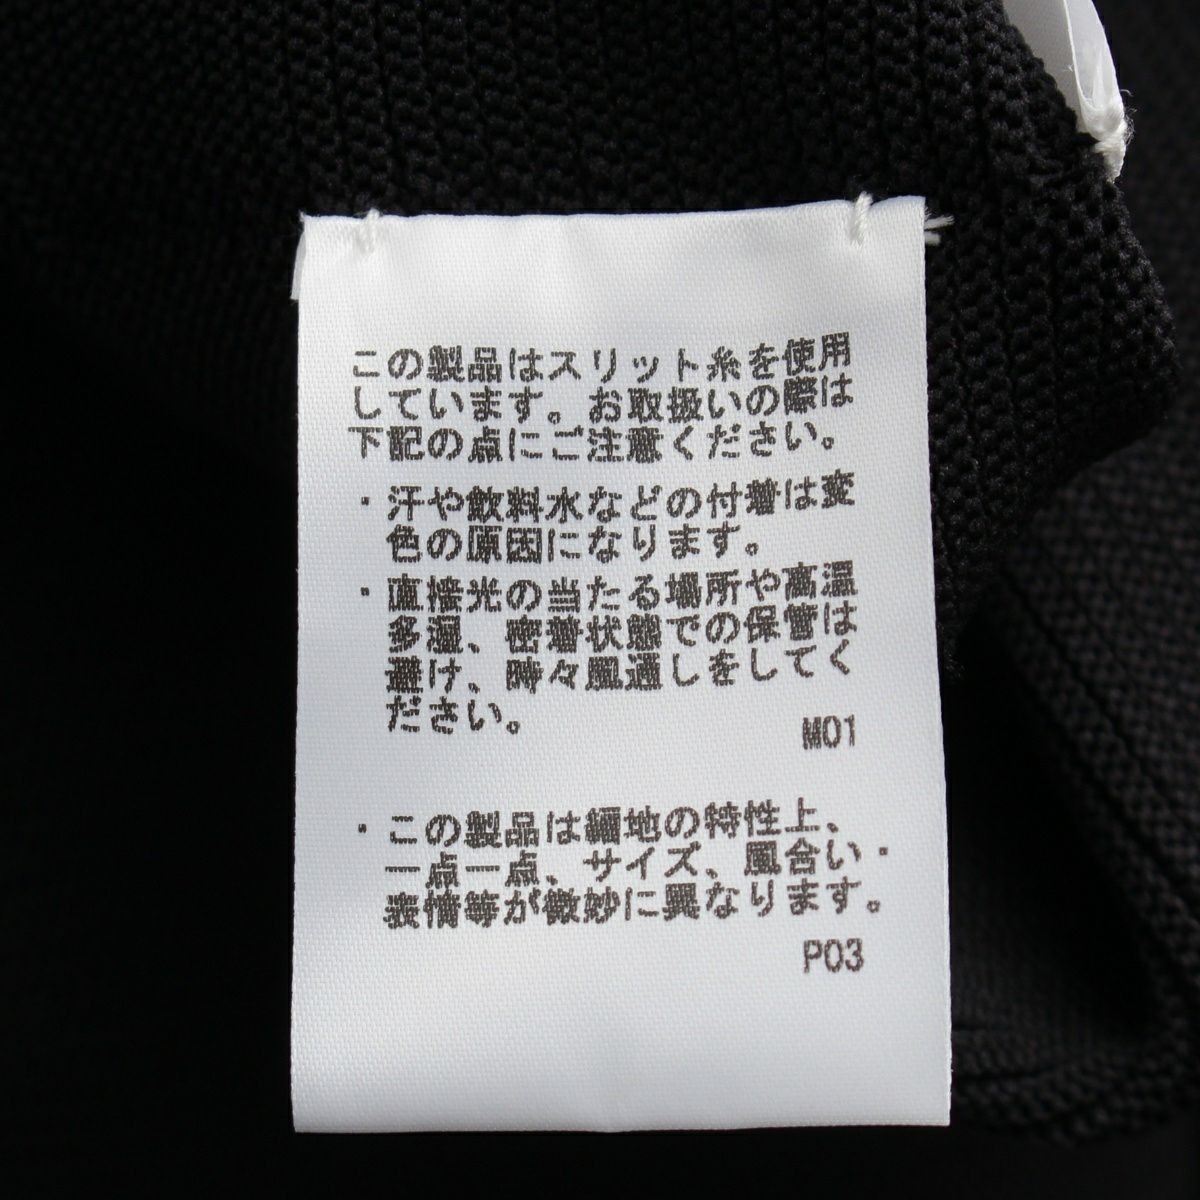 この製品はスリット糸を使用
しています。お取扱いの際は
下記の点にご注意ください。
・汗や飲料水などの付着は変
色の原因になります。
・直接光の当たる場所や高温
多湿、密着状態での保管は
避け、時々風通しをしてく
ださい。
M01
・この製品は編地の特性上、
一点一点、サイズ、風合い・
表情等が微妙に異なります。
P03